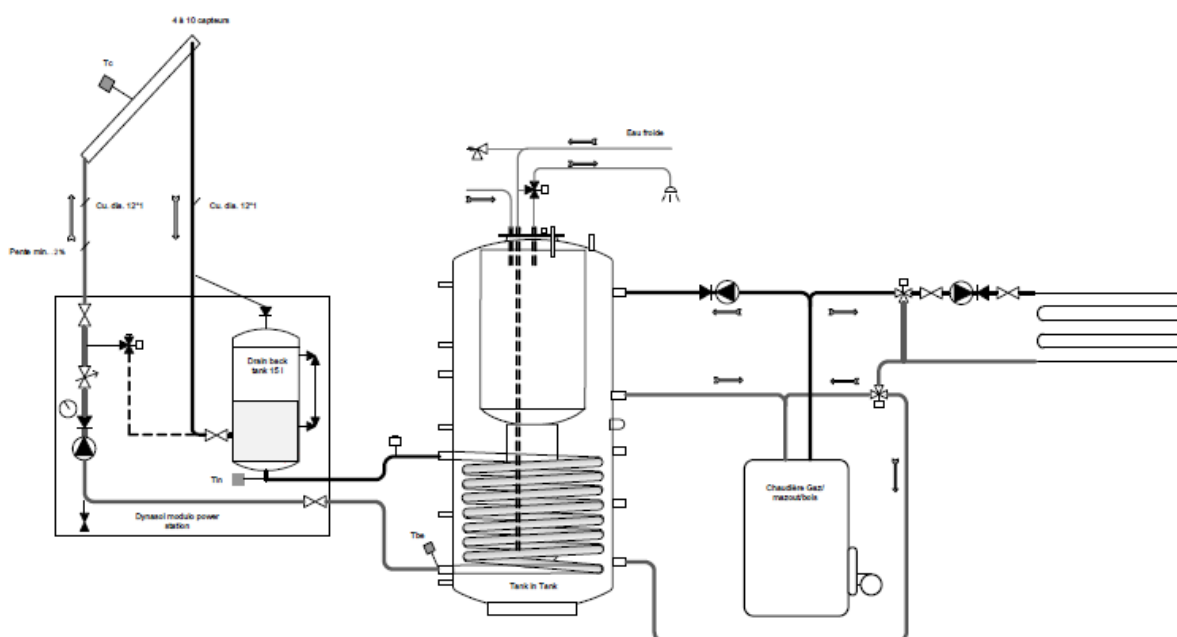 4 à 10 capteurs
Tc
Eau froide
Cu. dia. 12*1
Cu. dia. 12*1
Pente min. . 2%
Drain back
tank 15 l
Tin
Chaudière Gaz/
mazout/bois
Dynasol modulo power
station
Tbe
Tank in Tank